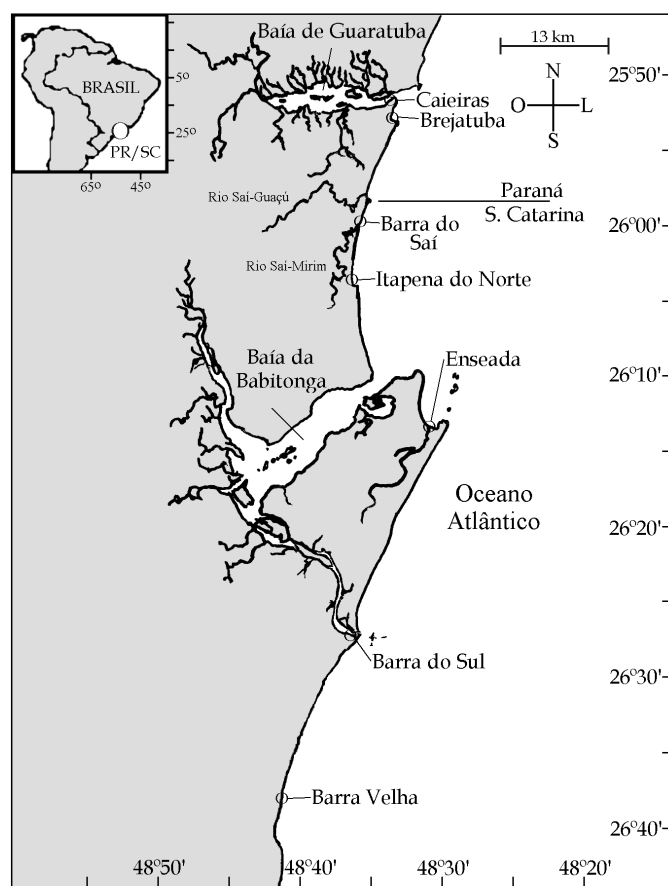 Baía de Guaratuba
13 km
25º50'-
N
O
L
S
BRASIL
5º
PR/SC
25º
65º
45º
Caieiras
Brejatuba
Rio Saí-Guaçú
Paraná
S. Catarina
26º00'-
Barra do
Saí
Rio Saí-Mirim
Itapena do Norte
Baía da
Babitonga
Enseada
26º10'-
Oceano
Atlântico
26º20'-
Barra do Sul
26º30'-
Barra Velha
26º40'-
48º50'
48º40'
48º30'
48º20'